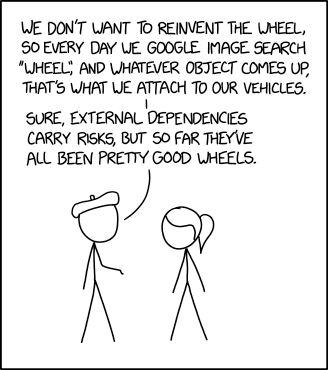 WE DON'T WANT TO REINVENT THE WHEEL,
SO EVERY DAY WE GOOGLE IMAGE SEARCH
"WHEEL", AND WHATEVER OBJECT COMES UP,
THAT'S WHAT WE ATTACH TO OUR VEHICLES.
SURE, EXTERNAL DEPENDENCIES
CARRY RISKS, BUT SO FAR THEY'VE
ALL BEEN PRETTY GOOD WHEELS.